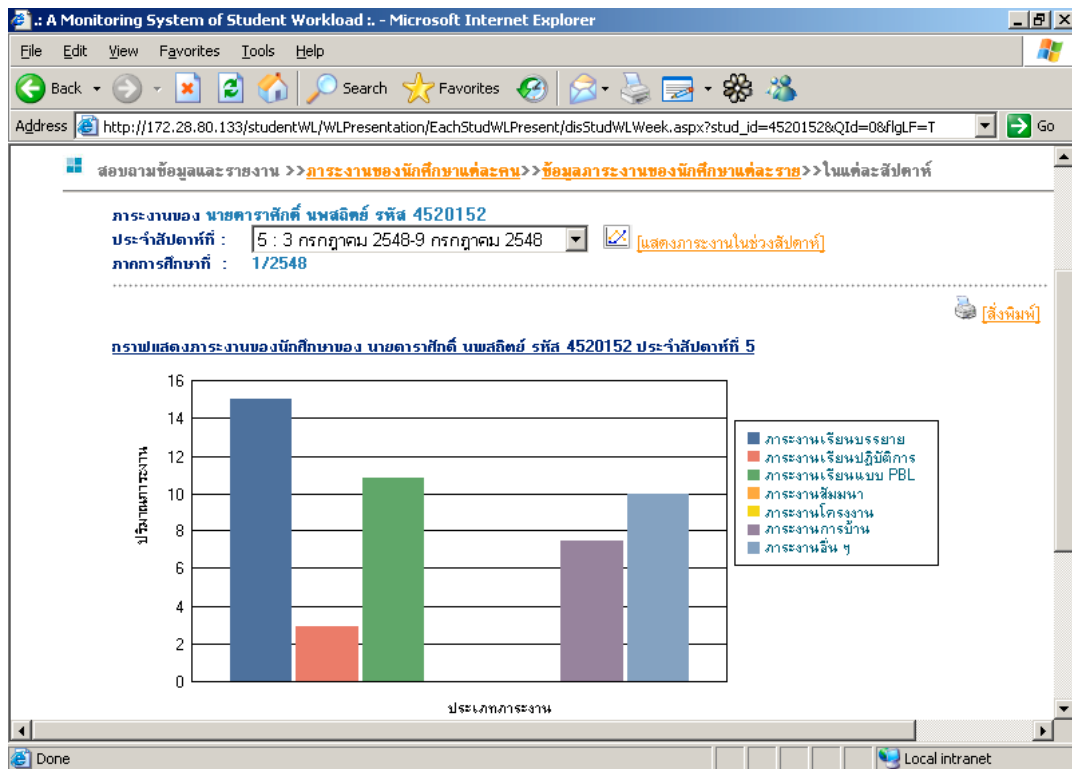 .: A Monitoring System of Student Workload :. - Microsoft Internet Explorer
File Edit View Favorites Tools Help
Back Search Favorites
Address http://172.28.80.133/studentWL/WLPresentation/EachStudWLPresent/disStudWLWeek.aspx?stud_id=4520152&QId=0&flgLF=T Go
สอบถามข้อมูลและรายงาน >>ภาระงานของนักศึกษาแต่ละคน>>ข้อมูลภาระงานของนักศึกษาแต่ละราย>>ในแต่ละสัปดาห์
ภาระงานของ นายดาราศักดิ์ นพสถิตย์ รหัส 4520152
ประจำสัปดาห์ที่ : 5 : 3 กรกฎาคม 2548-9 กรกฎาคม 2548 [แสดงภาระงานในช่วงสัปดาห์]
ภาคการศึกษาที่ : 1/2548
[สั่งพิมพ์]
กราฟแสดงภาระงานของนักศึกษาของ นายดาราศักดิ์ นพสถิตย์ รหัส 4520152 ประจำสัปดาห์ที่ 5
16
14
12
10
8
6
4
2
0
ปริมาณภาระงาน
ประเภทภาระงาน
ภาระงานเรียนบรรยาย
ภาระงานเรียนปฏิบัติการ
ภาระงานเรียนแบบ PBL
ภาระงานสัมมนา
ภาระงานโครงงาน
ภาระงานการบ้าน
ภาระงานอื่น ๆ
Done Local intranet